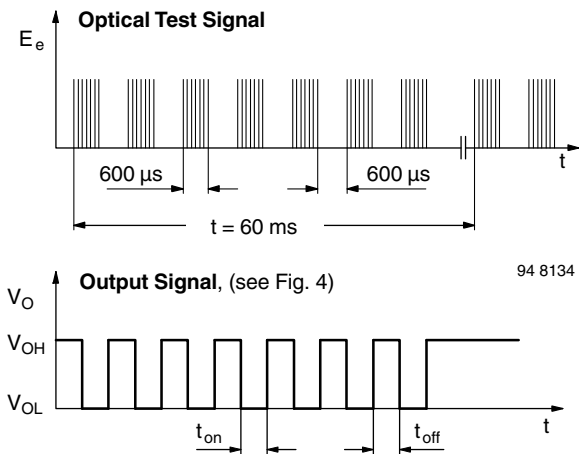 Optical Test Signal
E e
t
600 µs
600 µs
t = 60 ms
94 8134
Output Signal, (see Fig. 4)
V O
V OH
V OL
t
t on
t off